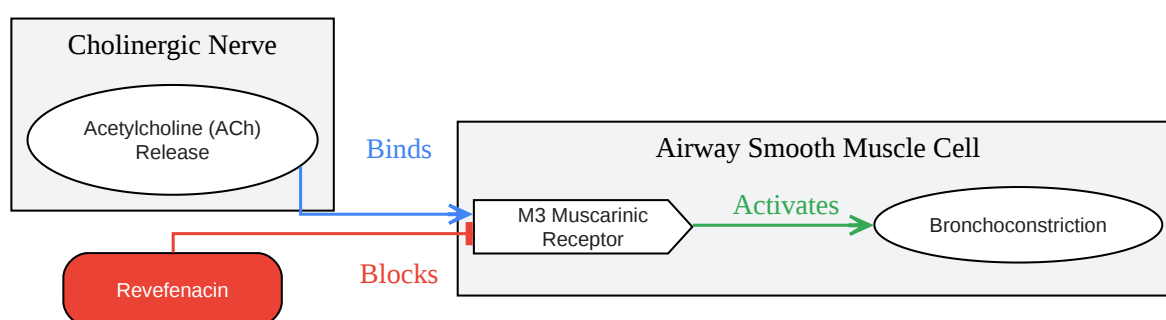 Cholinergic Nerve
Acetylcholine (ACh)
Release
Binds
Airway Smooth Muscle Cell
M3 Muscarinic
Receptor
Activates
Bronchoconstriction
Blocks
Revefenacin